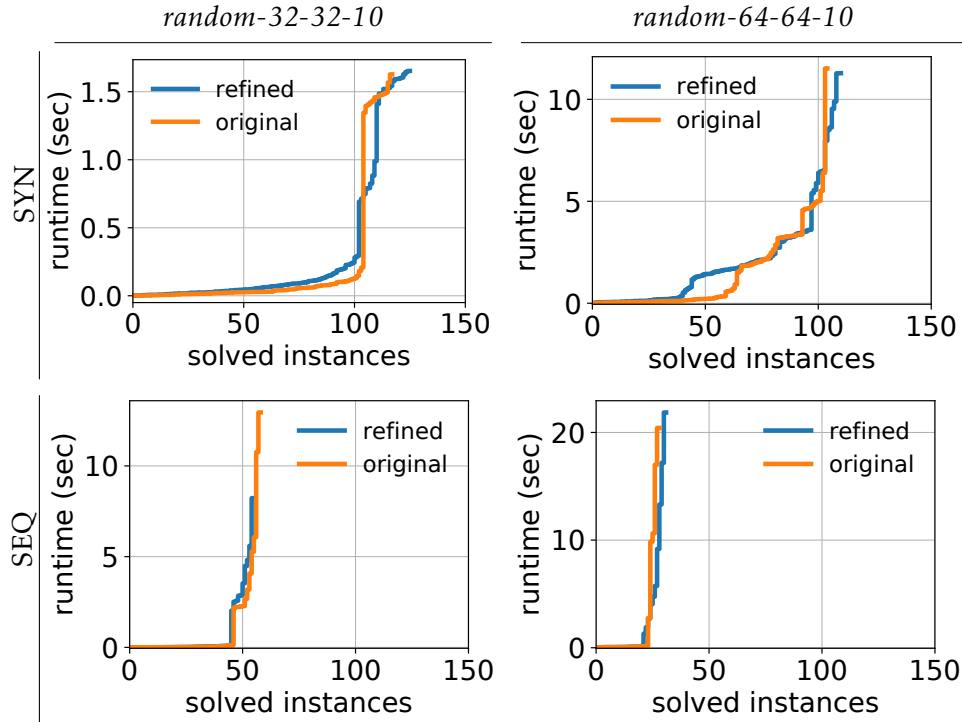 random-32-32-10
random-64-64-10
SYN
runtime (sec)
1.5
1.0
0.5
0.0
refined
original
0
50
100
150
solved instances
runtime (sec)
10
5
0
refined
original
0
50
100
150
solved instances
SEQ
runtime (sec)
10
5
0
refined
original
0
50
100
150
solved instances
runtime (sec)
20
10
0
refined
original
0
50
100
150
solved instances